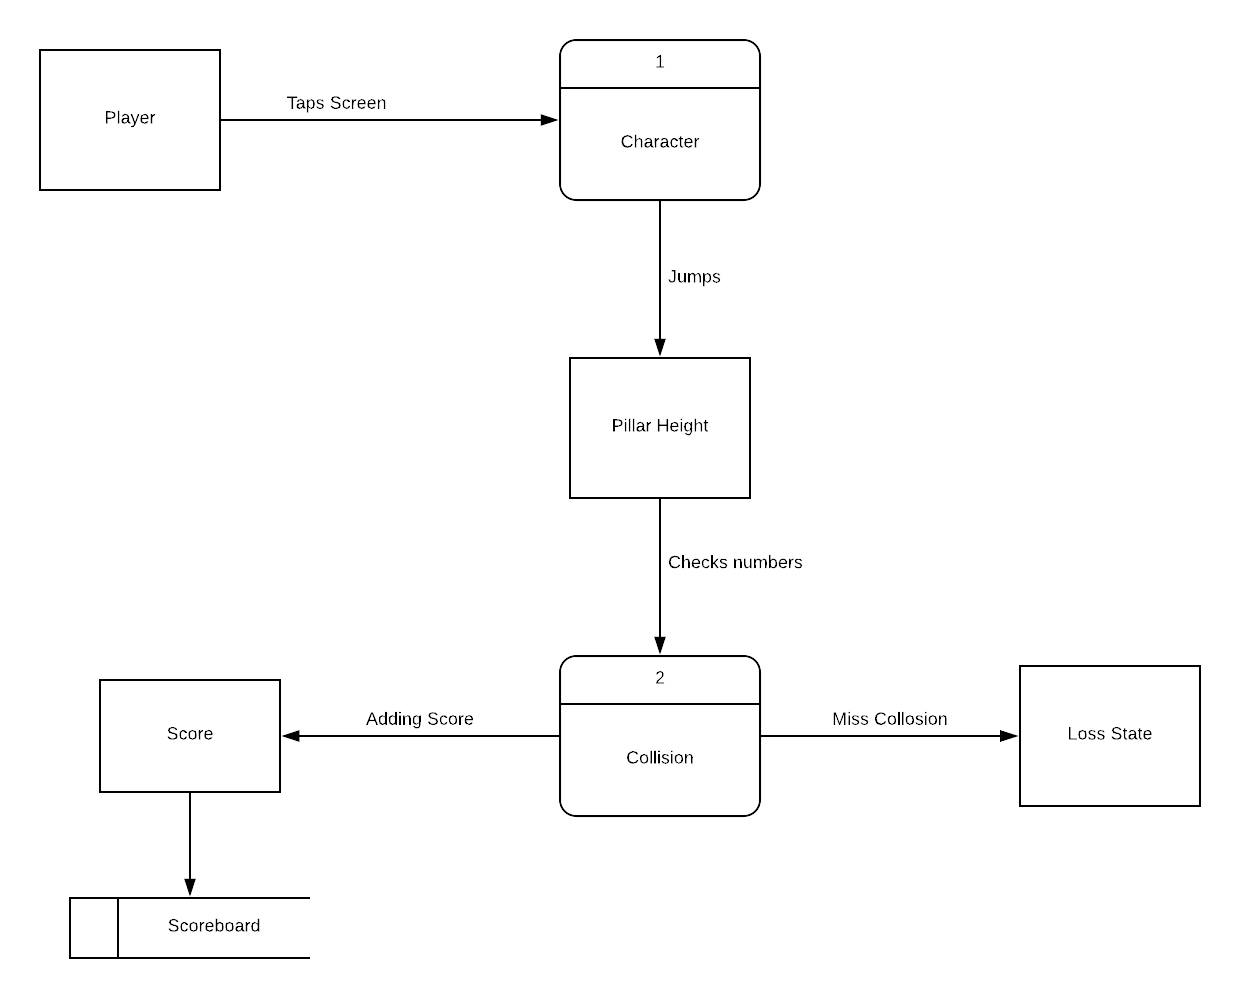 1
Player
Taps Screen
Character
Jumps
Pillar Height
Checks numbers
2
Score
Adding Score
Collision
Miss Collosion
Loss State
Scoreboard